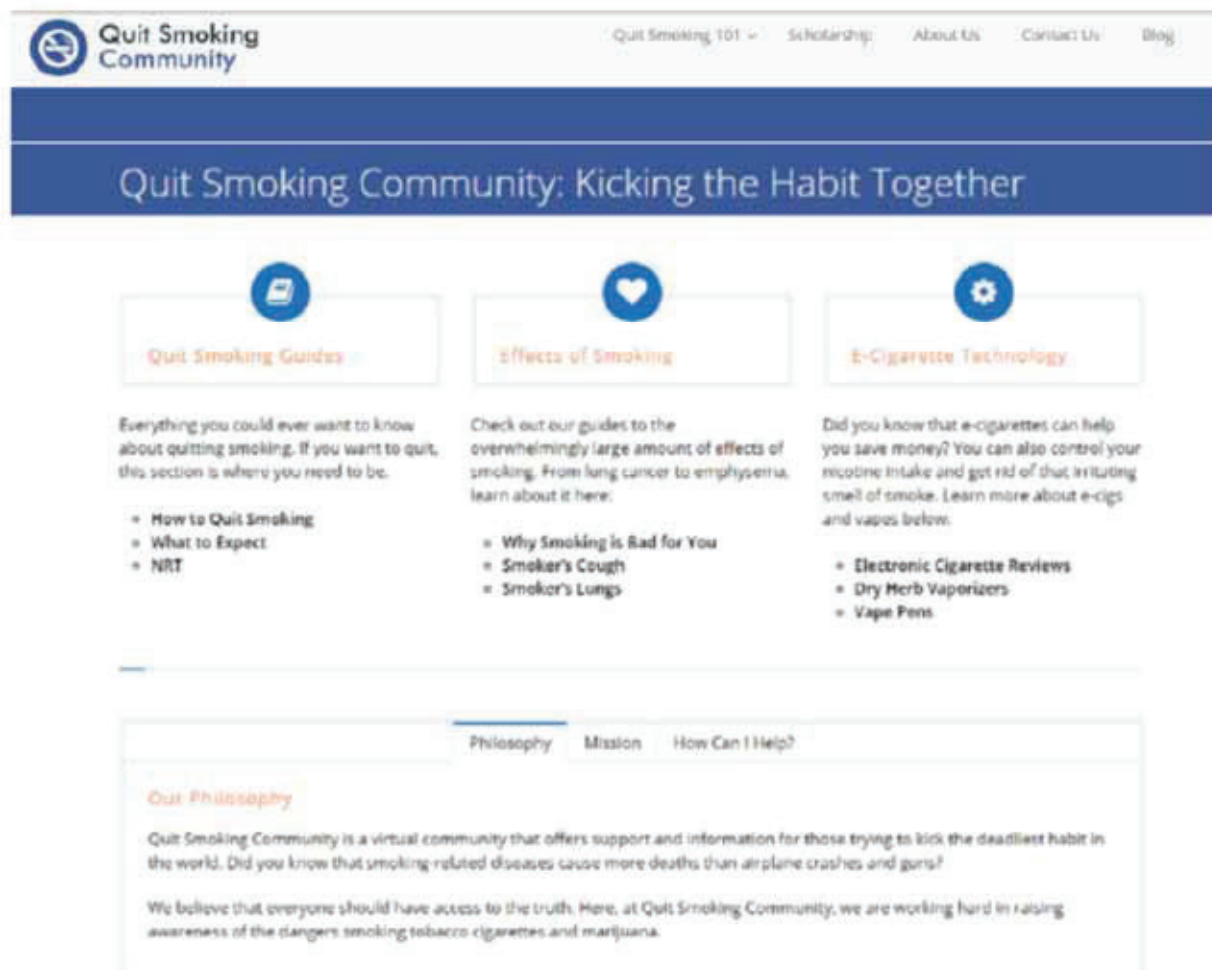 Quit Smoking
Community
Quit Smoking 101 Scholarship About Us Contact Us Blog
Quit Smoking Community: Kicking the Habit Together
Quit Smoking Guides
Everything you could ever want to know
about quitting smoking. If you want to quit,
this section is where you need to be.
How to Quit Smoking
What to Expect
NRT
Effects of Smoking
Check out our guides to the
overwhelmingly large amount of effects of
smoking. From lung cancer to emphysema,
learn about it here:
Why Smoking is Bad for You
Smoker's Cough
Smoker's Lungs
E-Cigarette Technology
Did you know that e-cigarettes can help
you save money? You can also control your
nicotine intake and get rid of that irritating
smell of smoke. Learn more about e-cigs
and vapes below.
Electronic Cigarette Reviews
Dry Herb Vaporizers
Vape Pens
Philosophy Mission How Can I Help?
Our Philosophy
Quit Smoking Community is a virtual community that offers support and information for those trying to kick the deadliest habit in
the world. Did you know that smoking-related diseases cause more deaths than airplane crashes and guns?
We believe that everyone should have access to the truth. Here, at Quit Smoking Community, we are working hard in raising
awareness of the dangers smoking tobacco cigarettes and marijuana.